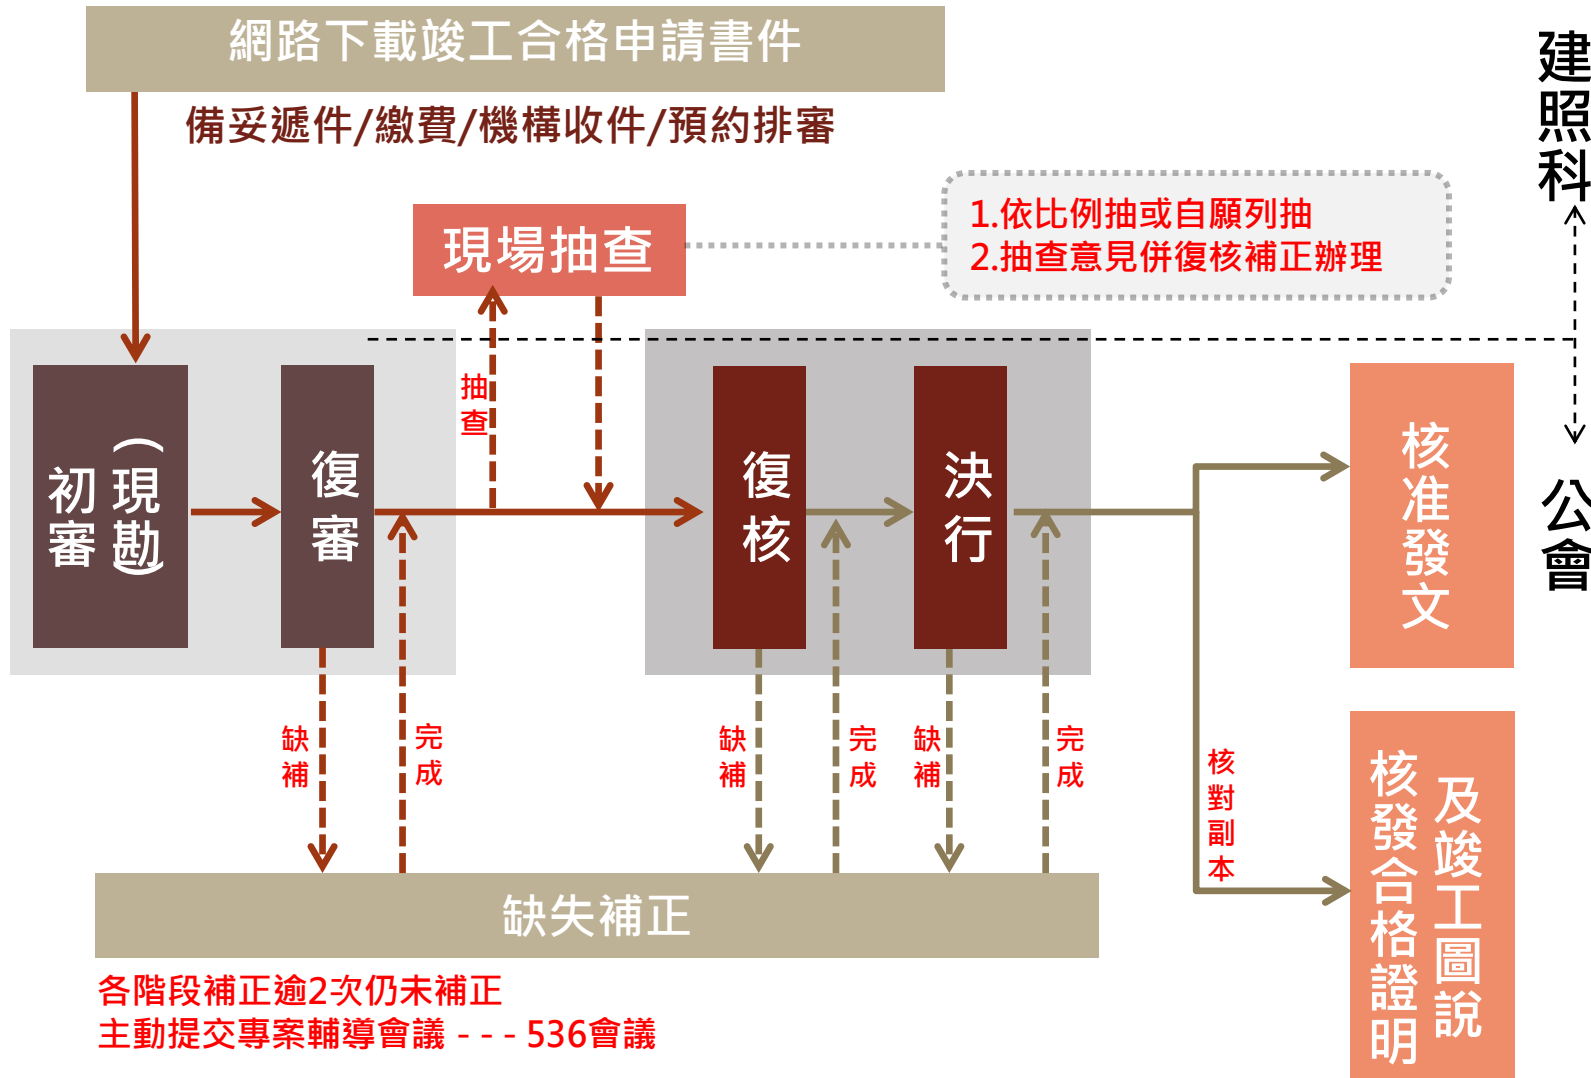 網路下載竣工合格申請書件
備妥遞件/繳費/機構收件/預約排審
建照科
公會
現場抽查
1.依比例抽或自願列抽
2.抽查意見併復核補正辦理
抽查
初審
（現勘）
復審
復核
決行
核准發文
缺補
完成
缺補
完成
缺補
完成
核對副本
核發合格證明
及竣工圖說
缺失補正
各階段補正逾2次仍未補正
主動提交專案輔導會議 - - - 536會議